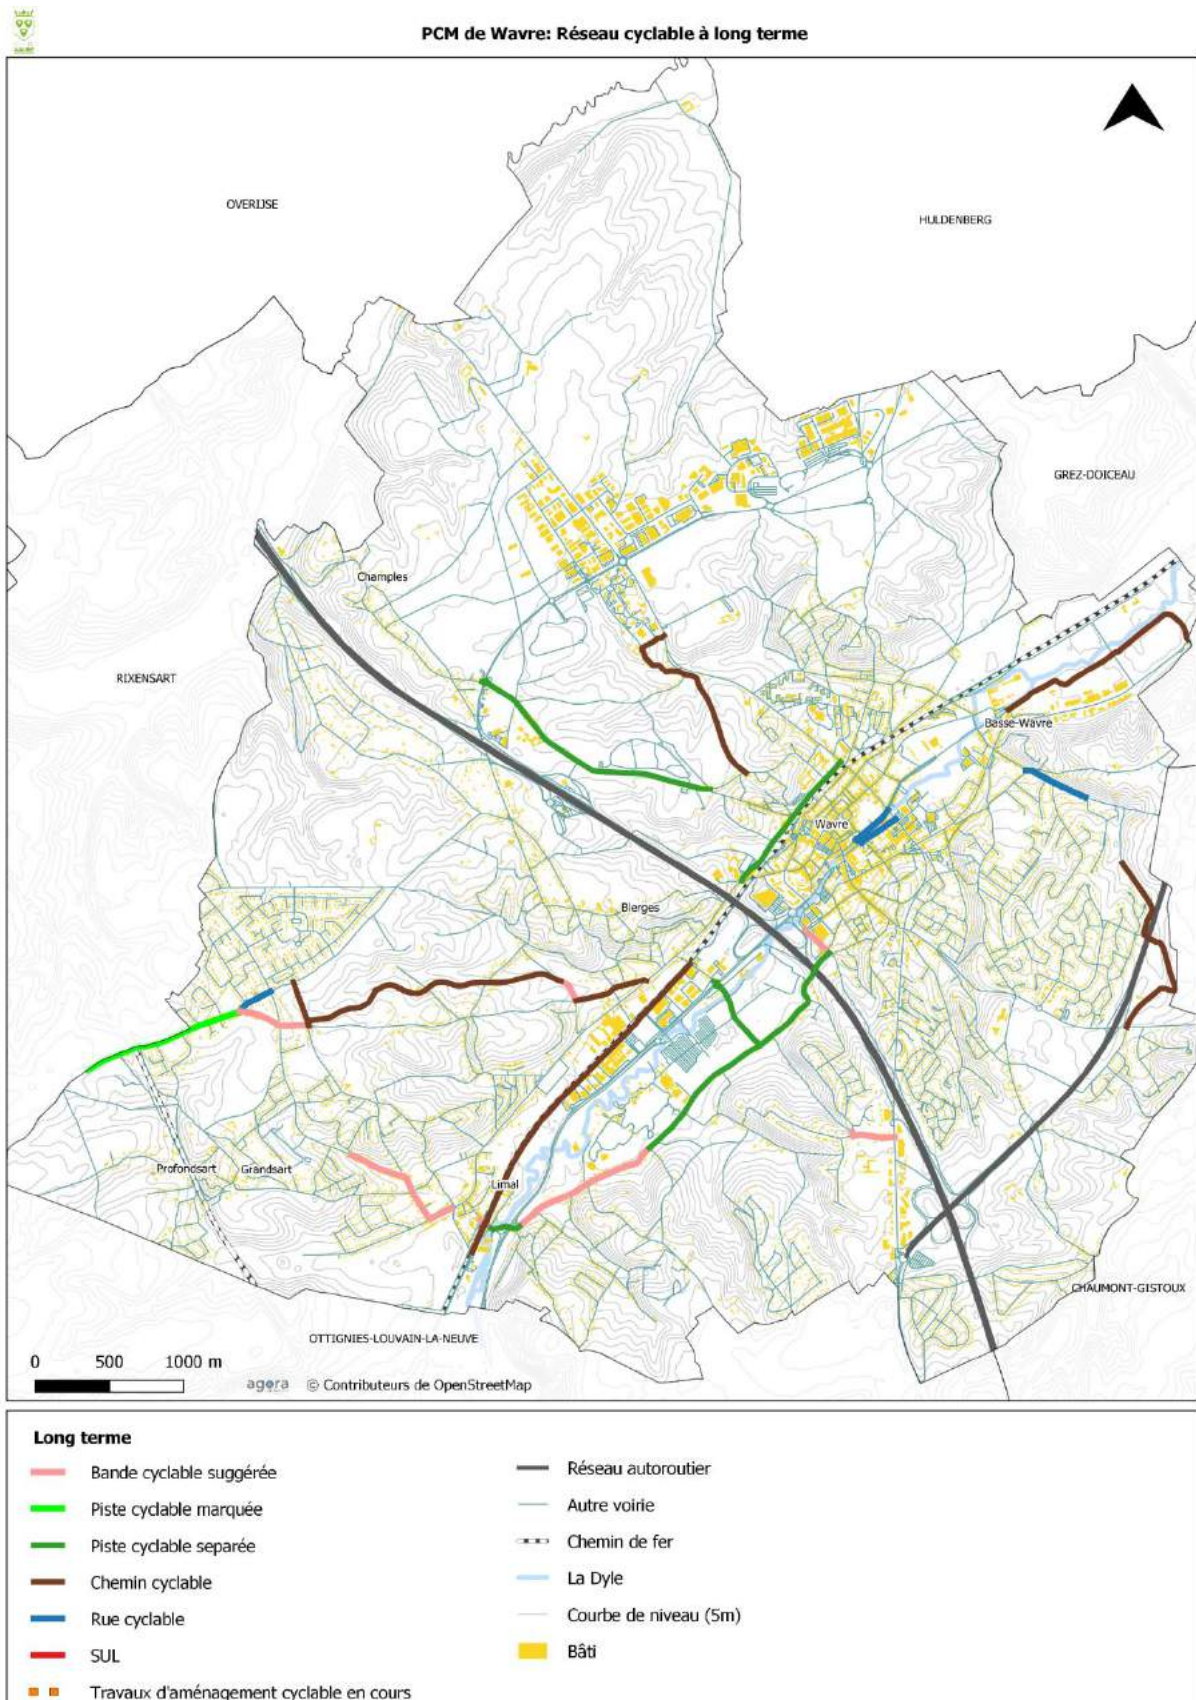 PCM de Wavre: Réseau cyclable à long terme
OVERIJSE
HULDENBERG
GREZ-DOICEAU
Champles
RIXENSART
Basse-Wavre
Wavre
Bierges
Profondsart
Grandsart
Limal
CHAUMONT-GISTOUX
OTTIGNIES-LOUVAIN-LA-NEUVE
0 500 1000 m
agora © Contributeurs de OpenStreetMap
Long terme
Bande cyclable suggérée
Piste cyclable marquée
Piste cyclable separée
Chemin cyclable
Rue cyclable
SUL
Travaux d'aménagement cyclable en cours
Réseau autoroutier
Autre voirie
Chemin de fer
La Dyle
Courbe de niveau (5m)
Bâti